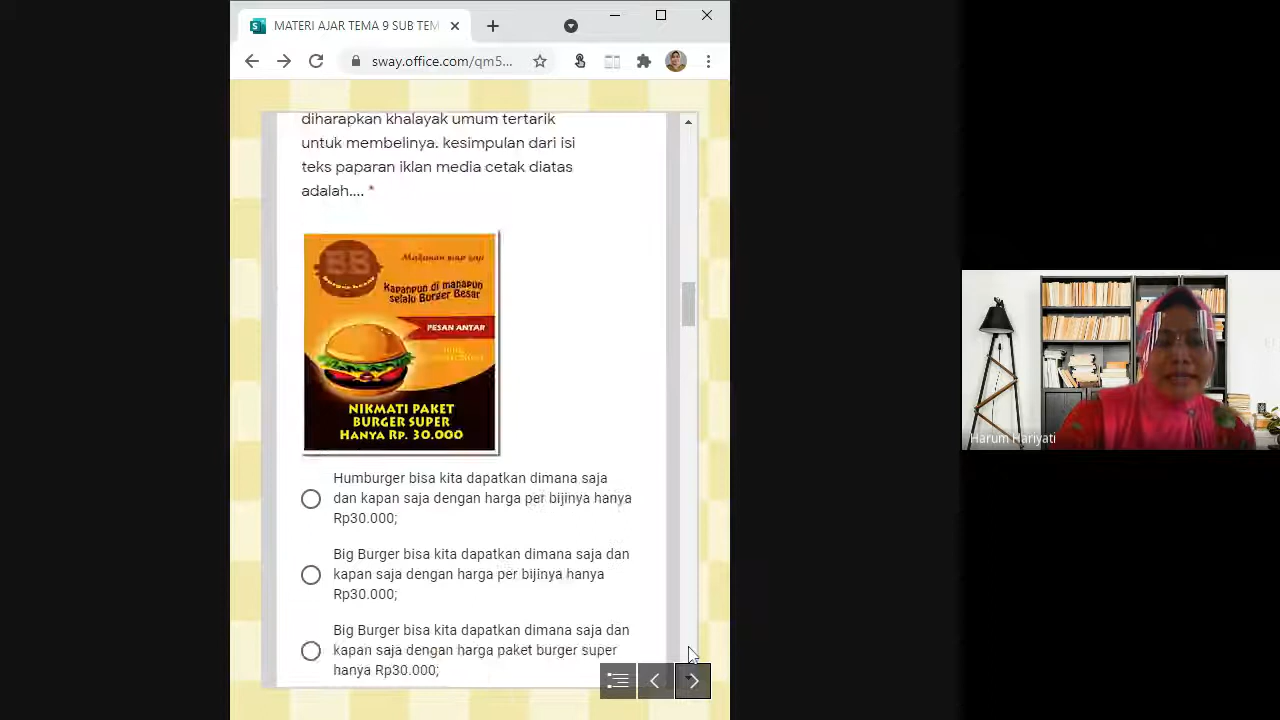 MATERI AJAR TEMA 9 SUB TEM
sway.office.com/qm5...
diharapkan khalayak umum tertarik
untuk membelinya. kesimpulan dari isi
teks paparan iklan media cetak diatas
adalah.... *
BB
Makanan siap saji
Kapanpun di manapun
selalu Burger Besar
PESAN ANTAR
NIKMATI PAKET
BURGER SUPER
HANYA RP. 30.000
Humburger bisa kita dapatkan dimana saja
dan kapan saja dengan harga per bijinya hanya
Rp30.000;
Big Burger bisa kita dapatkan dimana saja dan
kapan saja dengan harga per bijinya hanya
Rp30.000;
Big Burger bisa kita dapatkan dimana saja dan
kapan saja dengan harga paket burger super
hanya Rp30.000;
Harum Hariyati